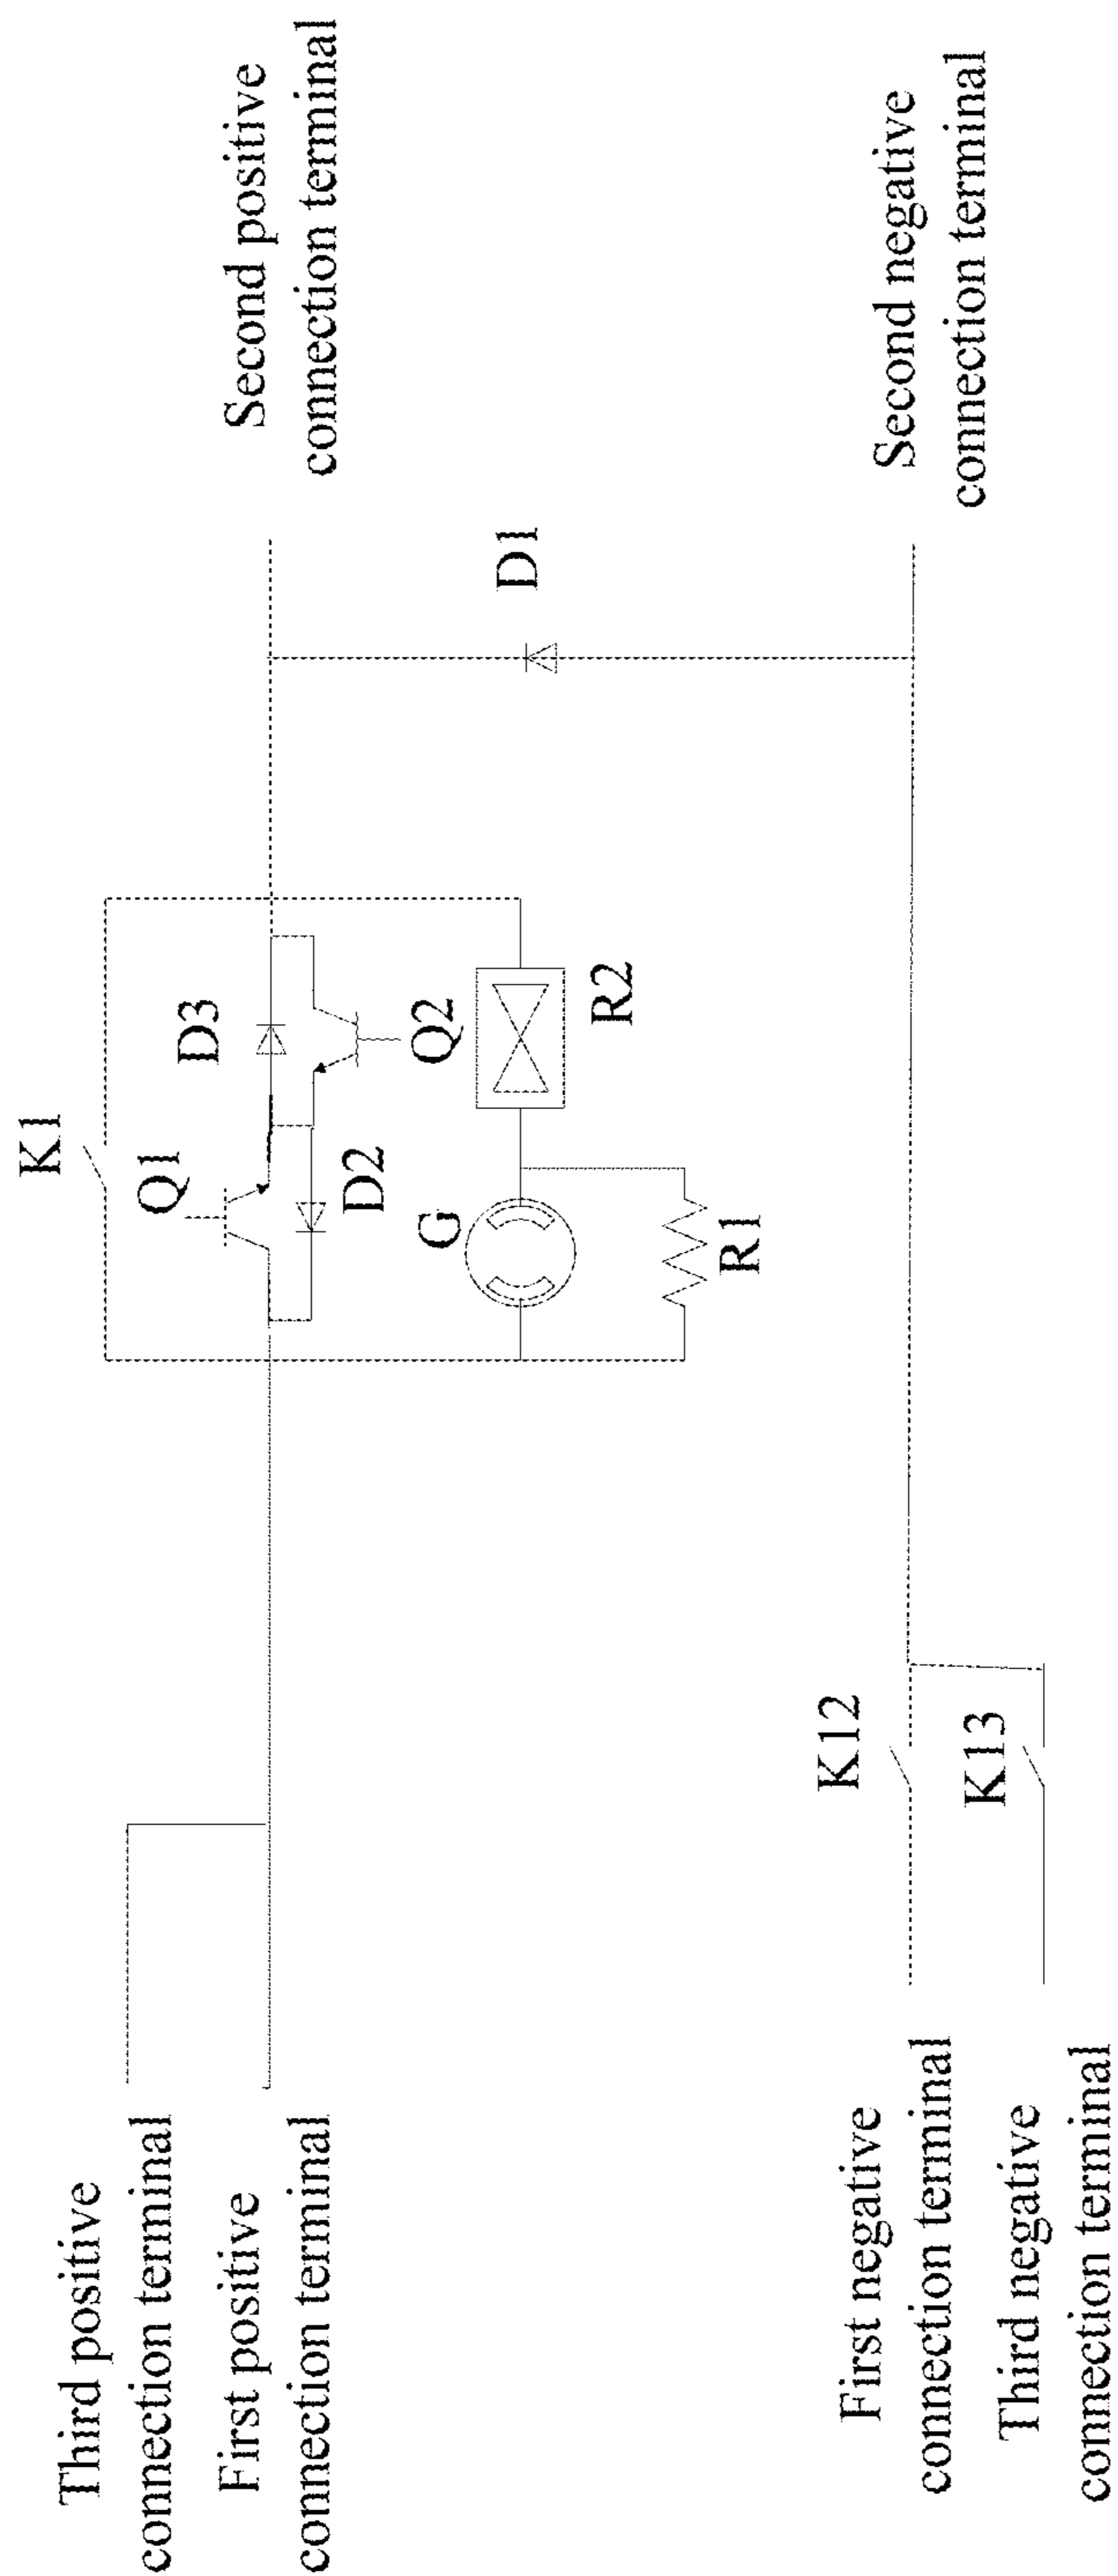 Third positive
connection terminal
First positive
connection terminal
K1
Q1
D3
D2
Q2
G
R2
R1
Second positive
connection terminal
D1
First negative
connection terminal
Third negative
connection terminal
K12
K13
Second negative
connection terminal